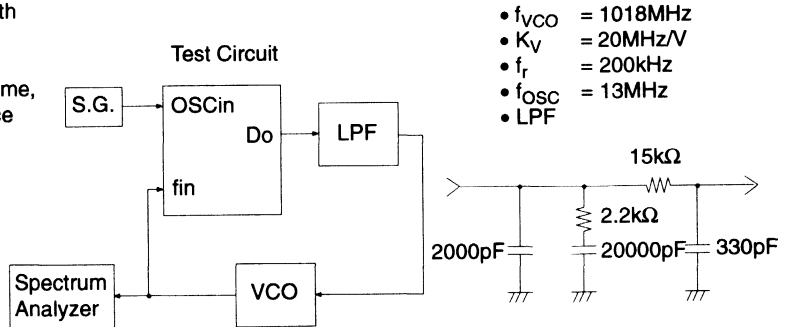 th
me,
ce
Test Circuit
S.G.
OSCin
Do
LPF
fin
Spectrum
Analyzer
VCO
• fVCO = 1018MHz
• KV = 20MHz/V
• fr = 200kHz
• fOSC = 13MHz
• LPF
15kΩ
2.2kΩ
2000pF
20000pF
330pF